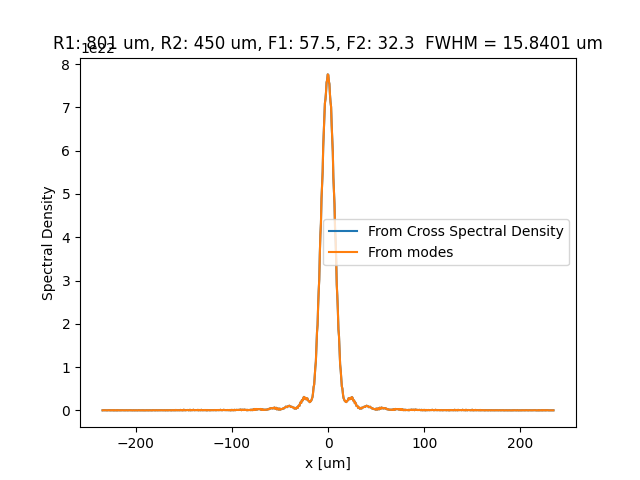 R1: 801 um, R2: 450 um, F1: 57.5, F2: 32.3  FWHM = 15.8401 um
1e22
8
7
6
5
4
3
2
1
0
Spectral Density
From Cross Spectral Density
From modes
−200
−100
0
100
200
x [um]